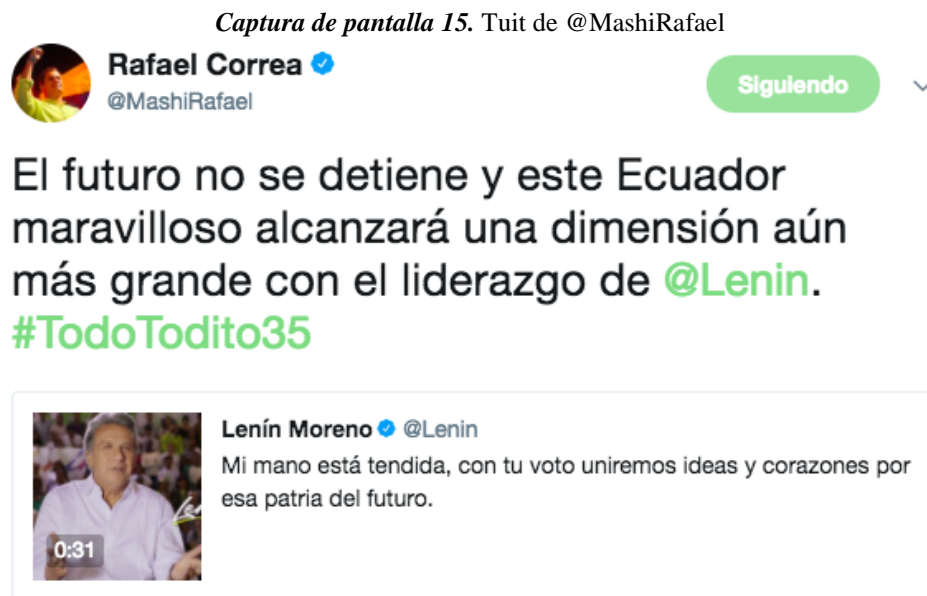 Captura de pantalla 15. Tuit de @MashiRafael
Rafael Correa
@MashiRafael
Siguiendo
El futuro no se detiene y este Ecuador
maravilloso alcanzará una dimensión aún
más grande con el liderazgo de @Lenin.
#TodoTodito35
Lenín Moreno @Lenin
Mi mano está tendida, con tu voto uniremos ideas y corazones por
esa patria del futuro.
0:31